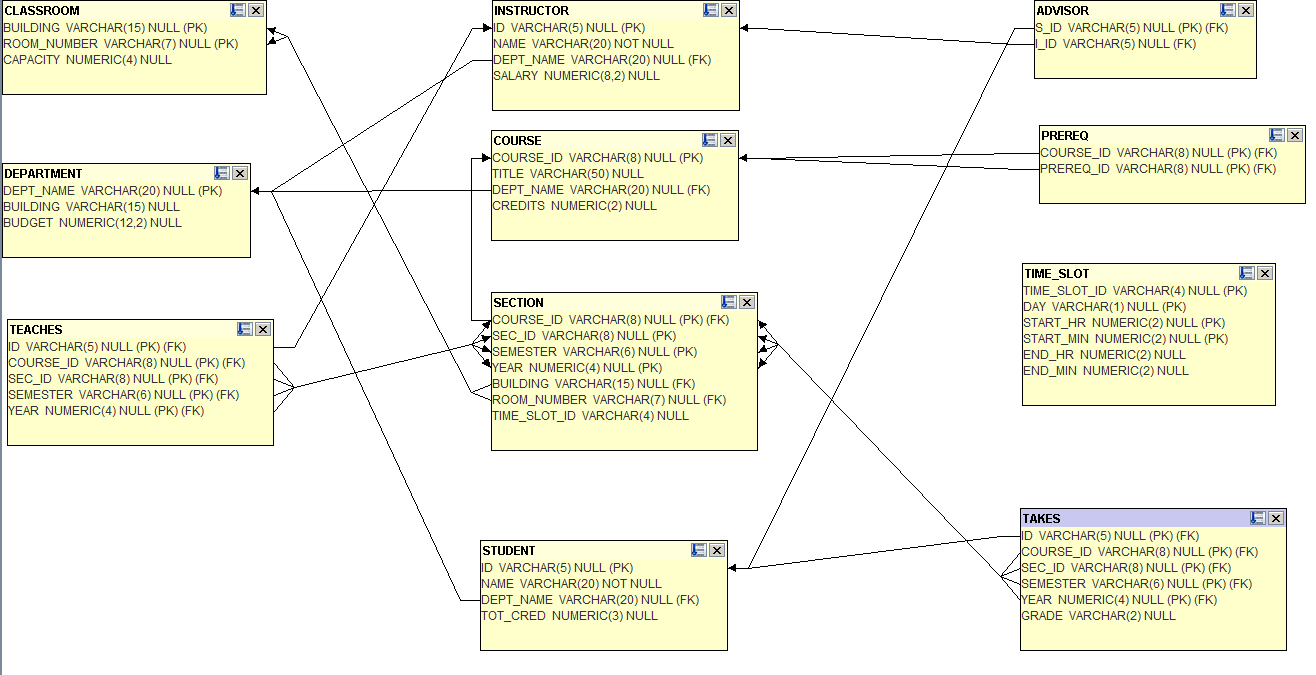 CLASSROOM
BUILDING VARCHAR(15) NULL (PK)
ROOM_NUMBER VARCHAR(7) NULL (PK)
CAPACITY NUMERIC(4) NULL
INSTRUCTOR
ID VARCHAR(5) NULL (PK)
NAME VARCHAR(20) NOT NULL
DEPT_NAME VARCHAR(20) NULL (FK)
SALARY NUMERIC(8,2) NULL
ADVISOR
S_ID VARCHAR(5) NULL (PK) (FK)
I_ID VARCHAR(5) NULL (FK)
DEPARTMENT
DEPT_NAME VARCHAR(20) NULL (PK)
BUILDING VARCHAR(15) NULL
BUDGET NUMERIC(12,2) NULL
COURSE
COURSE_ID VARCHAR(8) NULL (PK)
TITLE VARCHAR(50) NULL
DEPT_NAME VARCHAR(20) NULL (FK)
CREDITS NUMERIC(2) NULL
PREREQ
COURSE_ID VARCHAR(8) NULL (PK) (FK)
PREREQ_ID VARCHAR(8) NULL (PK) (FK)
TEACHES
ID VARCHAR(5) NULL (PK) (FK)
COURSE_ID VARCHAR(8) NULL (PK) (FK)
SEC_ID VARCHAR(8) NULL (PK) (FK)
SEMESTER VARCHAR(6) NULL (PK) (FK)
YEAR NUMERIC(4) NULL (PK) (FK)
SECTION
COURSE_ID VARCHAR(8) NULL (PK) (FK)
SEC_ID VARCHAR(8) NULL (PK)
SEMESTER VARCHAR(6) NULL (PK)
YEAR NUMERIC(4) NULL (PK)
BUILDING VARCHAR(15) NULL (FK)
ROOM_NUMBER VARCHAR(7) NULL (FK)
TIME_SLOT_ID VARCHAR(4) NULL
TIME_SLOT
TIME_SLOT_ID VARCHAR(4) NULL (PK)
DAY VARCHAR(1) NULL (PK)
START_HR NUMERIC(2) NULL (PK)
START_MIN NUMERIC(2) NULL (PK)
END_HR NUMERIC(2) NULL
END_MIN NUMERIC(2) NULL
STUDENT
ID VARCHAR(5) NULL (PK)
NAME VARCHAR(20) NOT NULL
DEPT_NAME VARCHAR(20) NULL (FK)
TOT_CRED NUMERIC(3) NULL
TAKES
ID VARCHAR(5) NULL (PK) (FK)
COURSE_ID VARCHAR(8) NULL (PK) (FK)
SEC_ID VARCHAR(8) NULL (PK) (FK)
SEMESTER VARCHAR(6) NULL (PK) (FK)
YEAR NUMERIC(4) NULL (PK) (FK)
GRADE VARCHAR(2) NULL